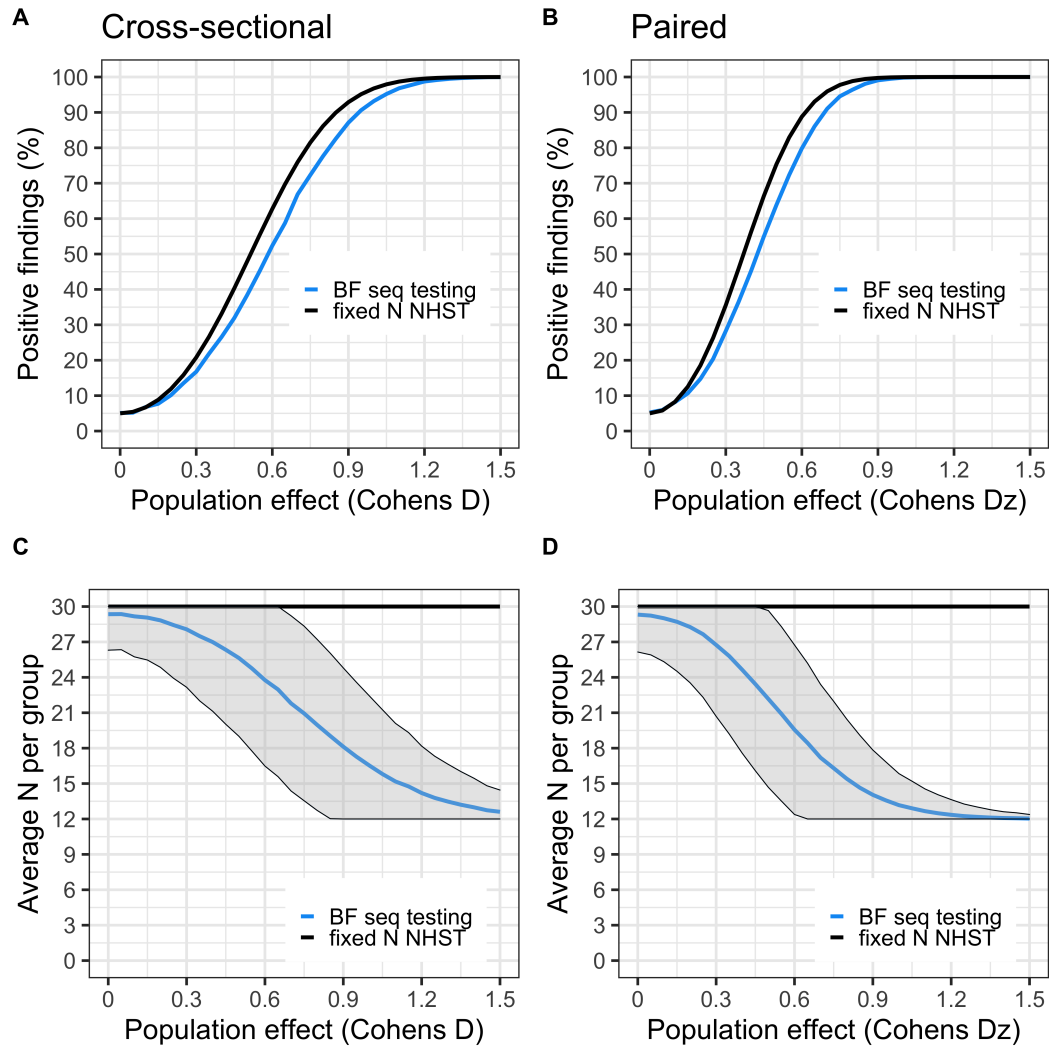 A
Cross-sectional
Positive findings (%)
100
90
80
70
60
50
40
30
20
10
0
BF seq testing
fixed N NHST
0 0.3 0.6 0.9 1.2 1.5
Population effect (Cohens D)
B
Paired
Positive findings (%)
100
90
80
70
60
50
40
30
20
10
0
BF seq testing
fixed N NHST
0 0.3 0.6 0.9 1.2 1.5
Population effect (Cohens Dz)
C
Average N per group
30
27
24
21
18
15
12
9
6
3
0
BF seq testing
fixed N NHST
0 0.3 0.6 0.9 1.2 1.5
Population effect (Cohens D)
D
Average N per group
30
27
24
21
18
15
12
9
6
3
0
BF seq testing
fixed N NHST
0 0.3 0.6 0.9 1.2 1.5
Population effect (Cohens Dz)